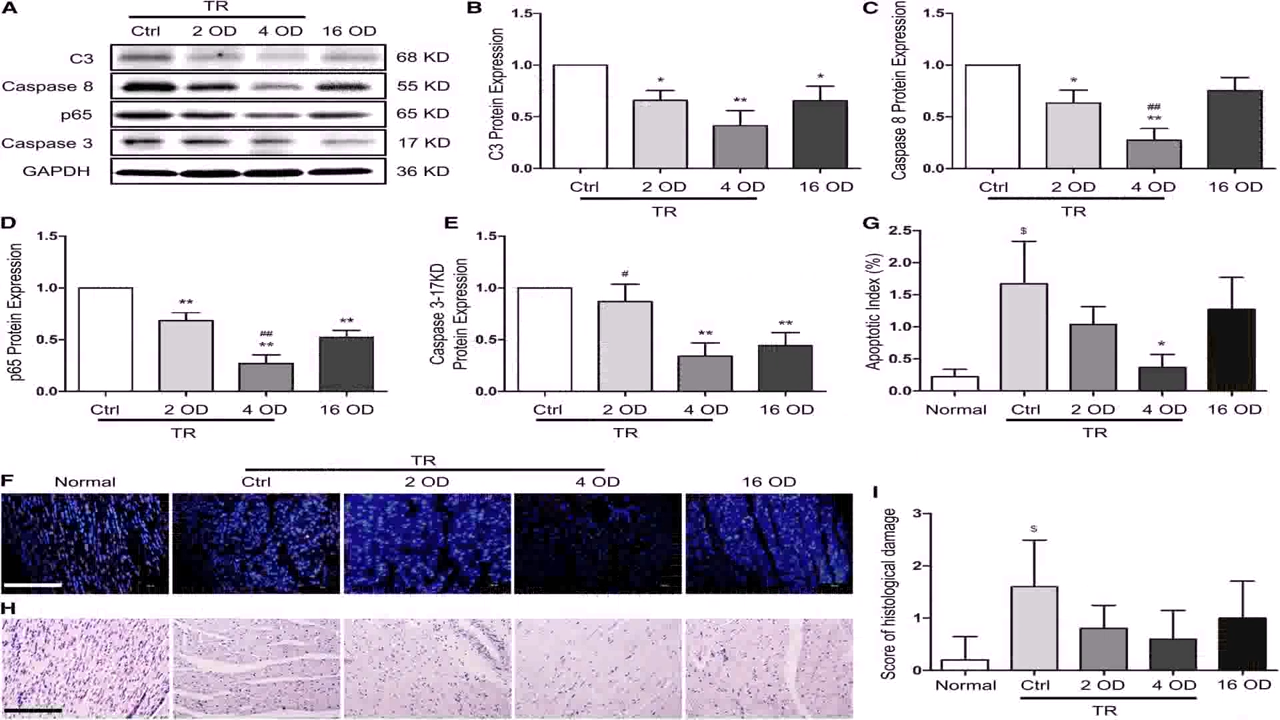 A
TR
Ctrl 2 OD 4 OD 16 OD
C3 68 KD
Caspase 8 55 KD
p65 65 KD
Caspase 3 17 KD
GAPDH 36 KD
B
C3 Protein Expression
1.5
1.0
0.5
0.0
*
**
*
Ctrl 2 OD 4 OD 16 OD
TR
C
Caspase 8 Protein Expression
1.5
1.0
0.5
0.0
*
##
**
Ctrl 2 OD 4 OD 16 OD
TR
D
p65 Protein Expression
1.5
1.0
0.5
0.0
**
##
**
**
Ctrl 2 OD 4 OD 16 OD
TR
E
Caspase 3-17KD
Protein Expression
1.5
1.0
0.5
0.0
#
**
**
Ctrl 2 OD 4 OD 16 OD
TR
G
Apoptotic Index (%)
2.5
2.0
1.5
1.0
0.5
0.0
$
*
Normal Ctrl 2 OD 4 OD 16 OD
TR
F
TR
Normal Ctrl 2 OD 4 OD 16 OD
H
I
Score of histological damage
3
2
1
0
$
Normal Ctrl 2 OD 4 OD 16 OD
TR